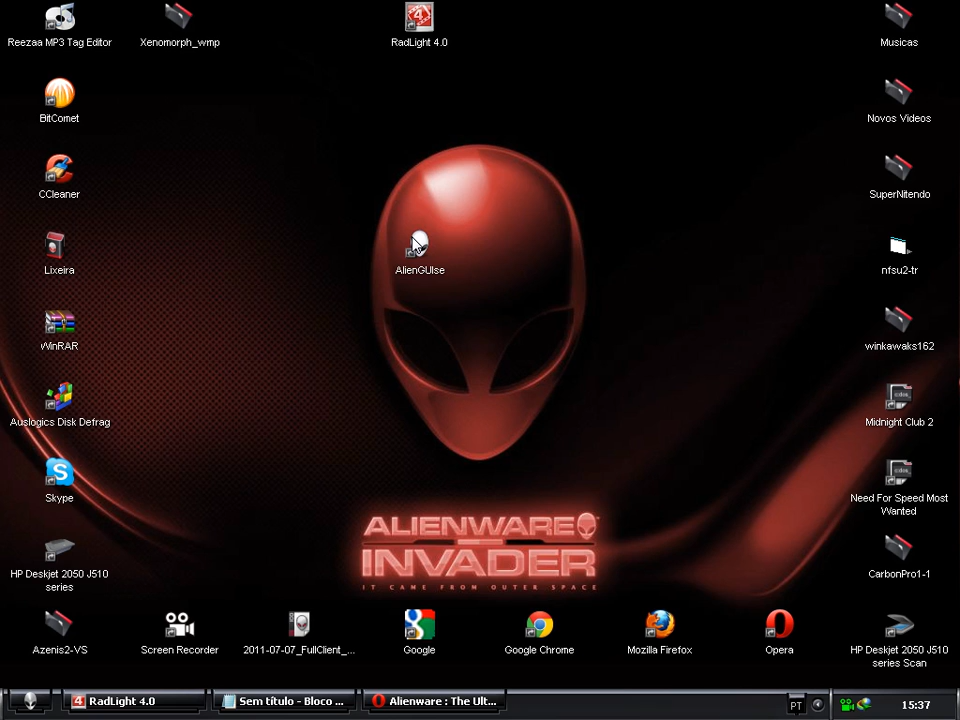 Reezaa MP3 Tag Editor
Xenomorph_wmp
RadLight 4.0
Musicas
BitComet
Novos Videos
CCleaner
SuperNitendo
Lixeira
AlienGUIse
nfsu2-tr
WinRAR
winkawaks162
Auslogics Disk Defrag
Midnight Club 2
Skype
Need For Speed Most
Wanted
ALIENWARE
INVADER
IT CAME FROM OUTER SPACE
HP Deskjet 2050 J510
series
CarbonPro1-1
Azenis2-VS
Screen Recorder
2011-07-07_FullClient_...
Google
Google Chrome
Mozilla Firefox
Opera
HP Deskjet 2050 J510
series Scan
RadLight 4.0
Sem título - Bloco ...
Alienware : The Ult...
PT
15:37